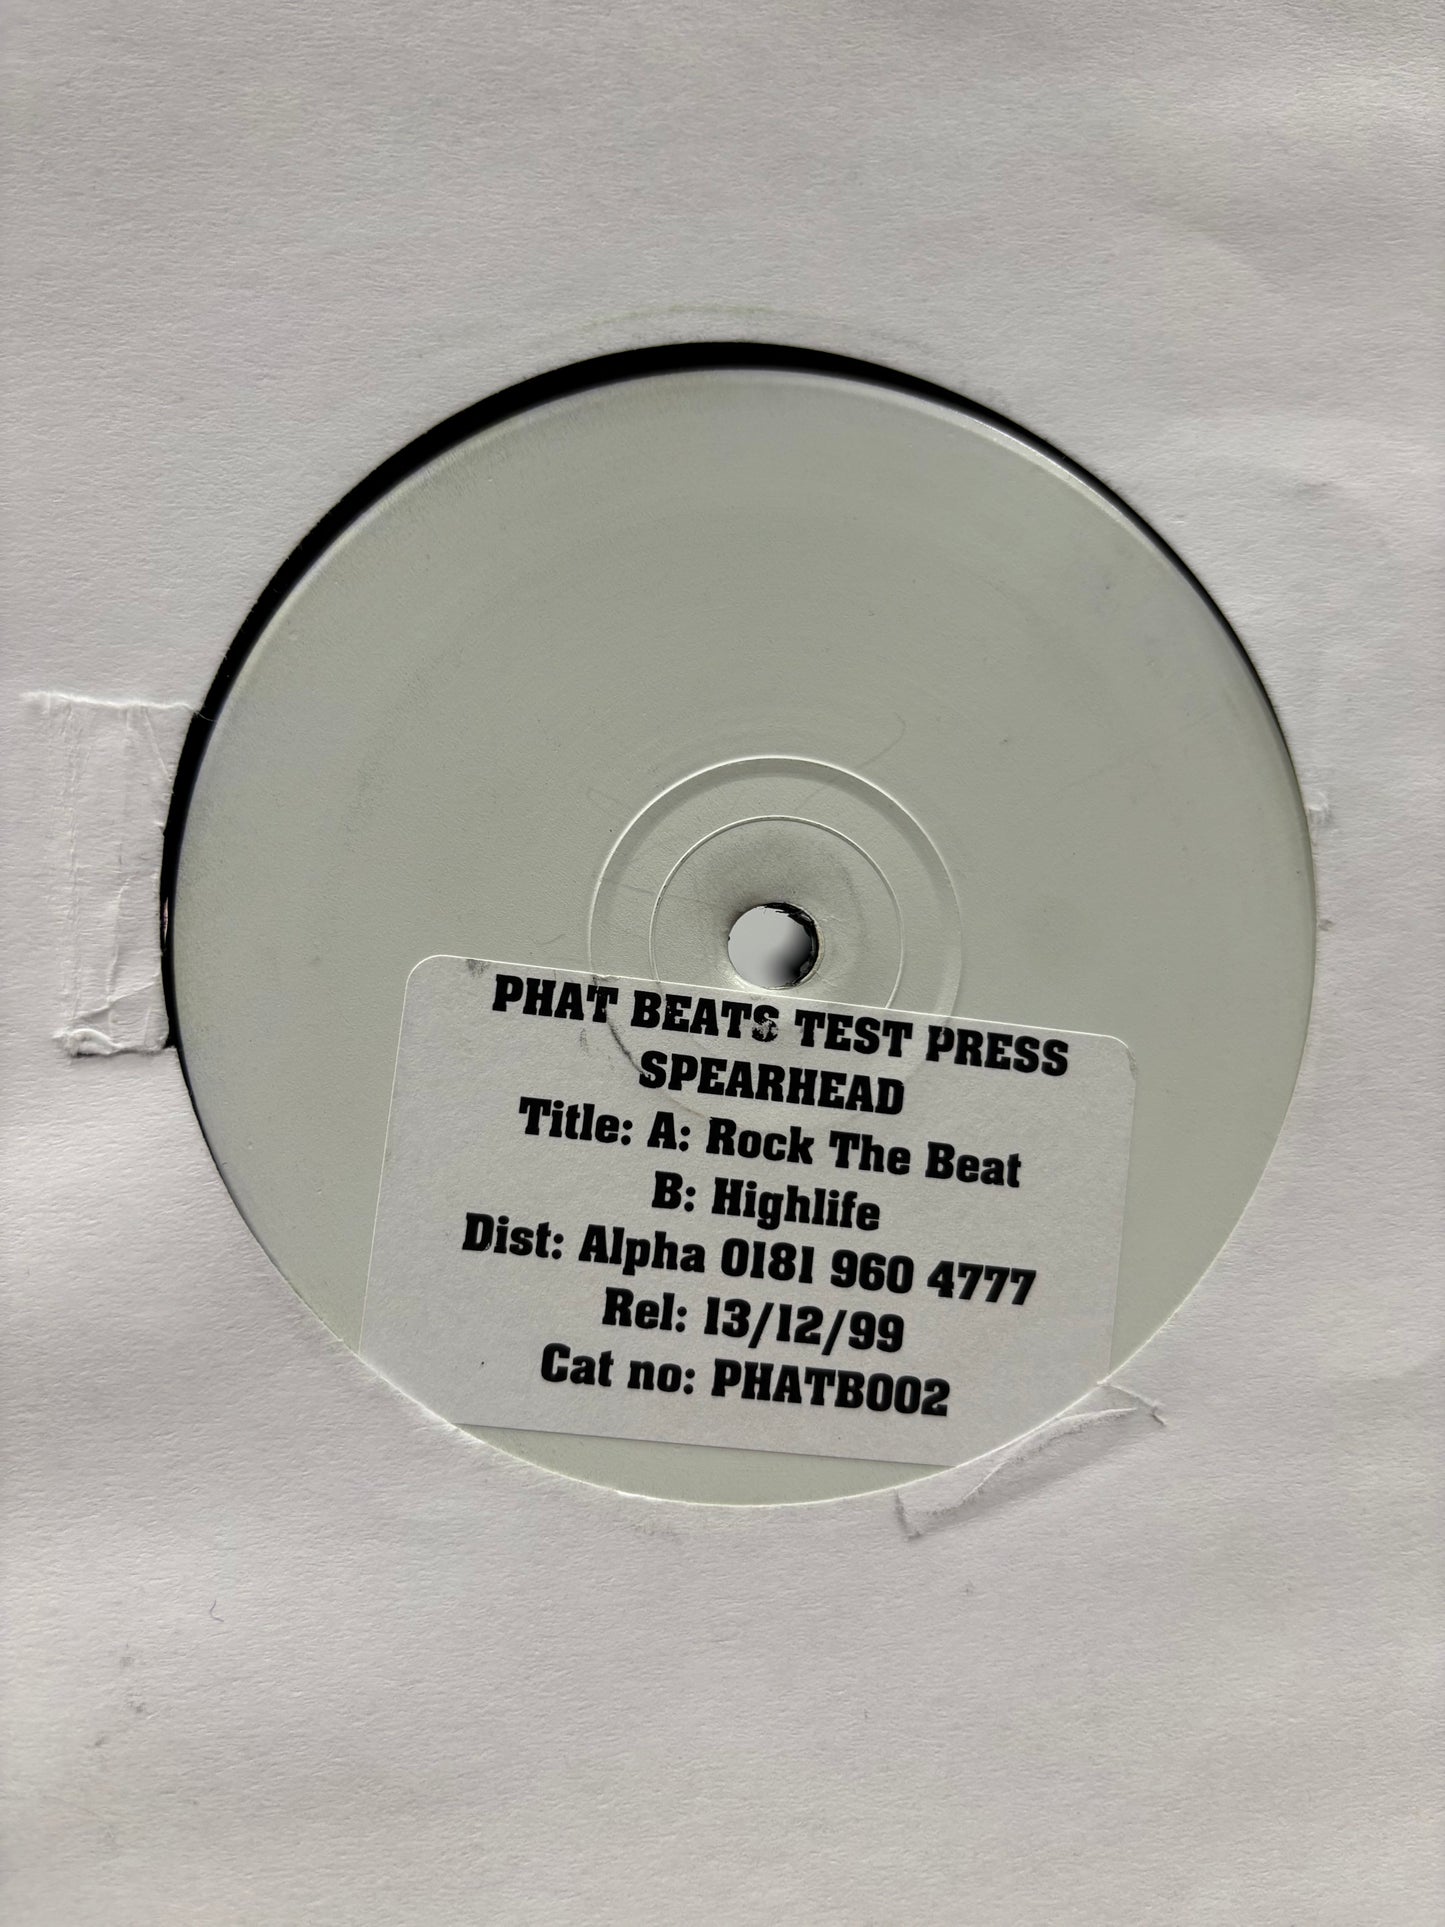 PHAT BEATS TEST PRESS
SPEARHEAD
Title: A: Rock The Beat
B: Highlife
Dist: Alpha 0181 960 4777
Rel: 13/12/99
Cat no: PHATB002